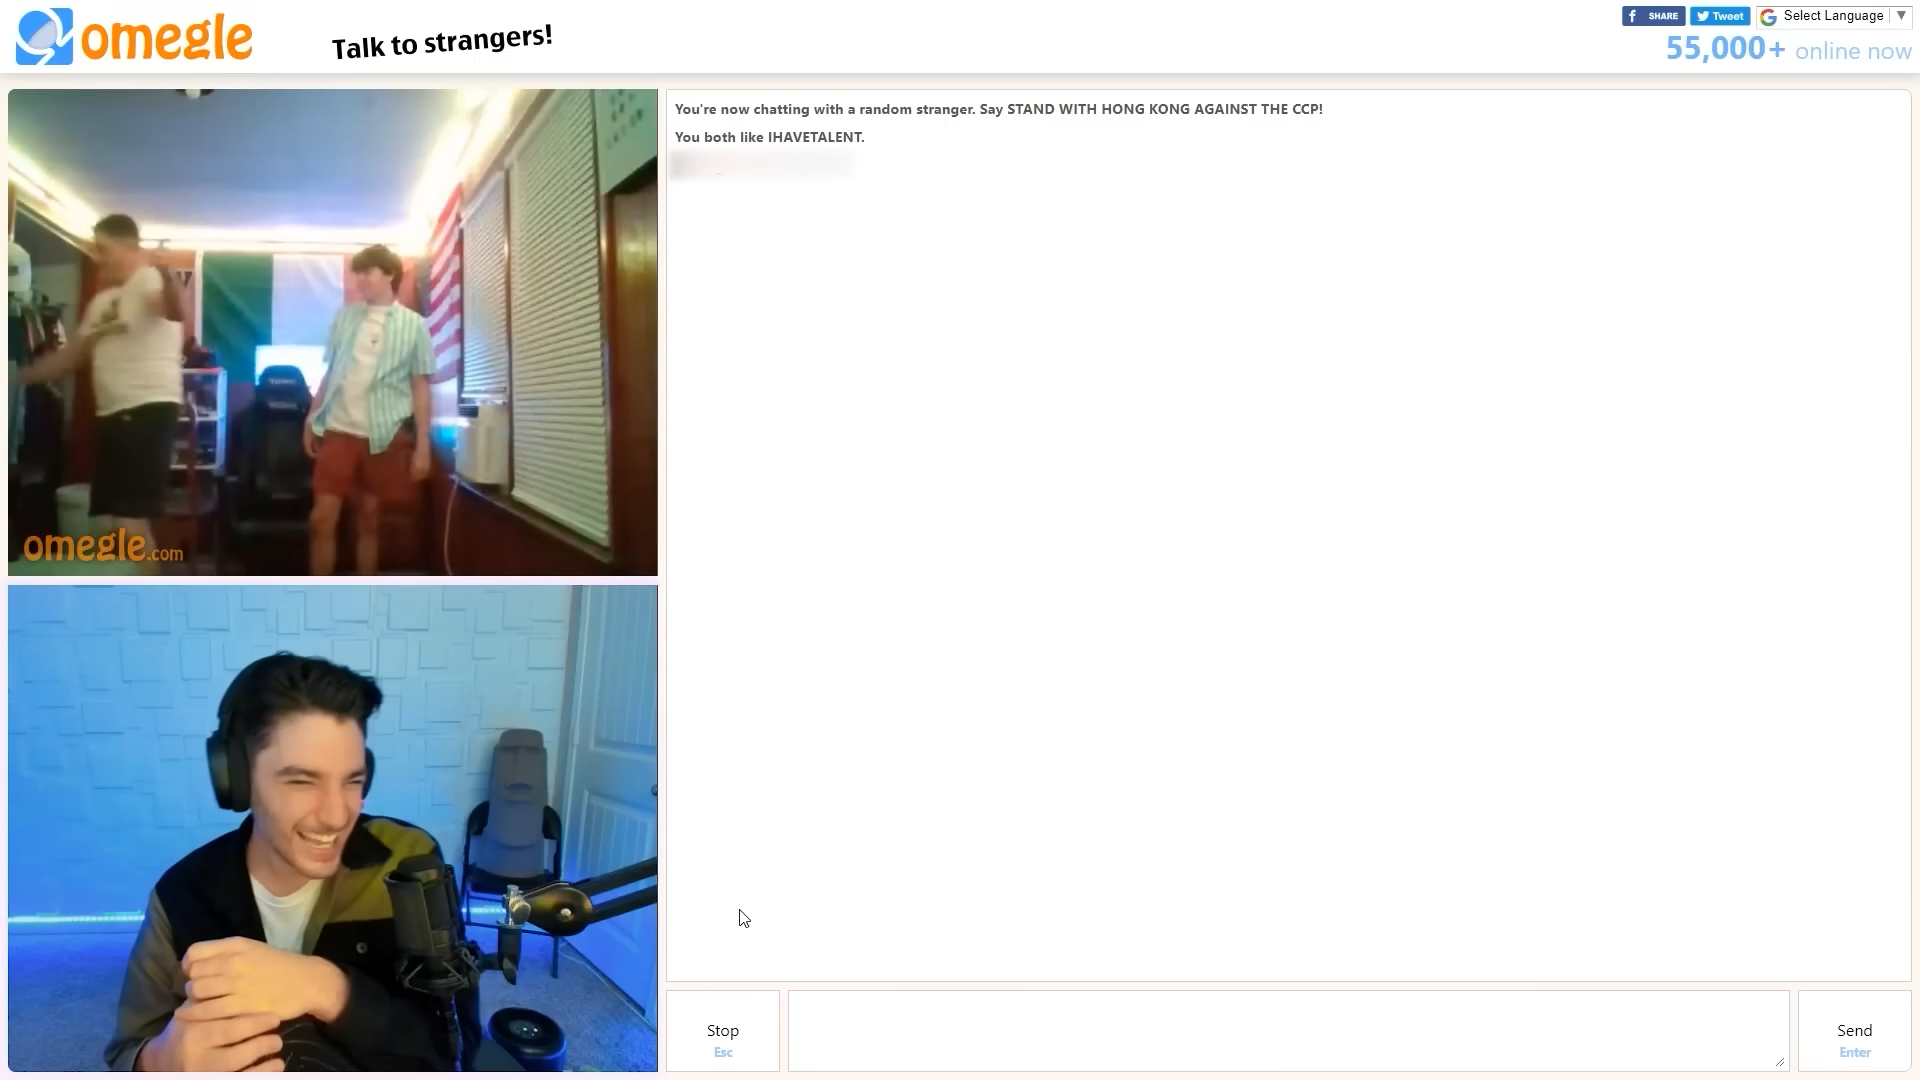 omegle
Talk to strangers!
SHARE
Tweet
Select Language
55,000+ online now
You're now chatting with a random stranger. Say STAND WITH HONG KONG AGAINST THE CCP!
You both like IHAVETALENT.
omegle.com
Stop
Esc
Send
Enter